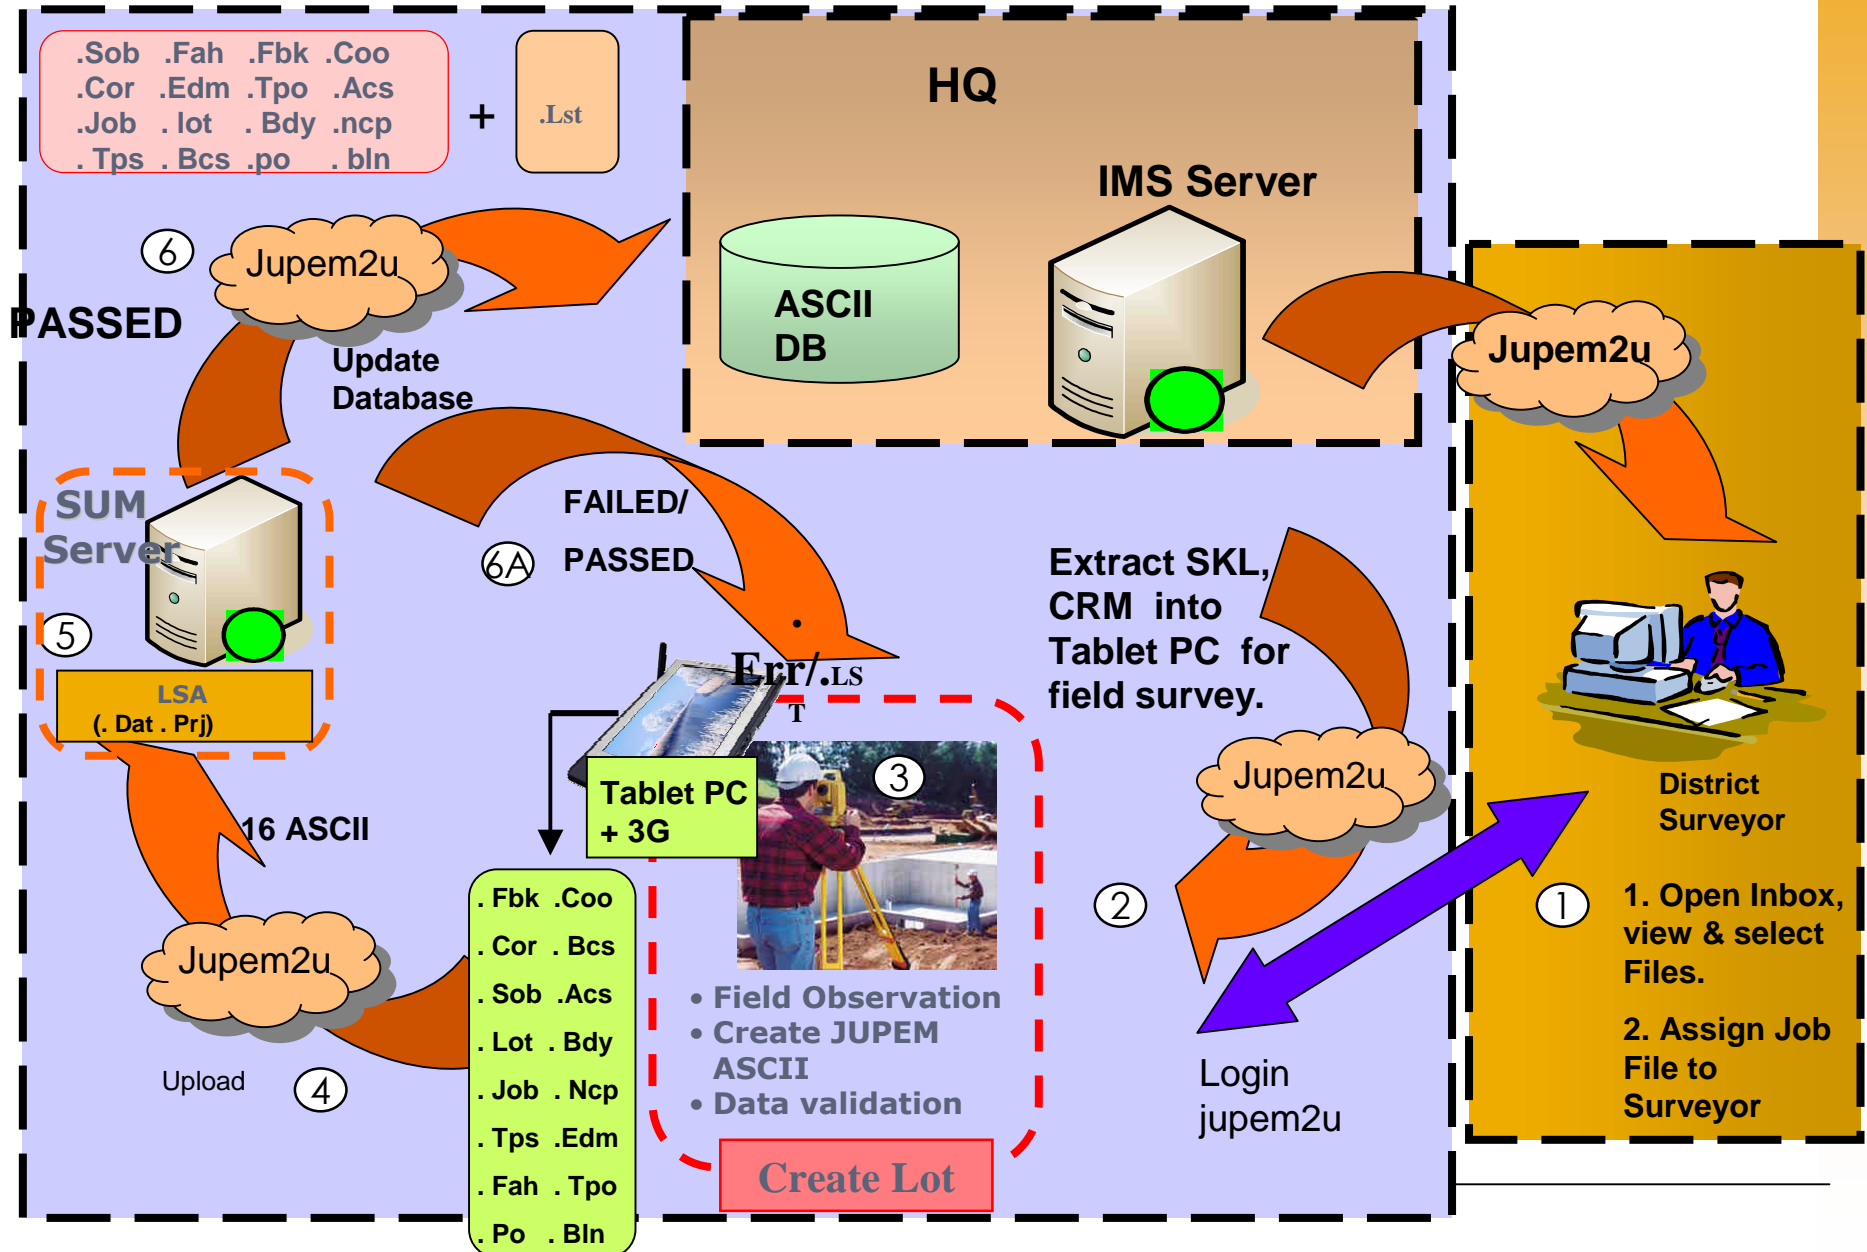 .Sob .Fah .Fbk .Coo
.Cor .Edm .Tpo .Acs
.Job . lot . Bdy .ncp
. Tps . Bcs .po . bln
+
.Lst
HQ
IMS Server
ASCII
DB
6
Jupem2u
PASSED
Update
Database
Jupem2u
SUM
Server
5
LSA
(. Dat . Prj)
FAILED/
6A
PASSED
.
Err/.LS
T
Extract SKL,
CRM into
Tablet PC for
field survey.
Jupem2u
2
Tablet PC
+ 3G
3
16 ASCII
Jupem2u
Upload
4
. Fbk .Coo
. Cor . Bcs
. Sob .Acs
. Lot . Bdy
. Job . Ncp
. Tps .Edm
. Fah . Tpo
. Po . Bln
• Field Observation
• Create JUPEM
ASCII
• Data validation
Create Lot
Login
jupem2u
District
Surveyor
1
1. Open Inbox,
view & select
Files.
2. Assign Job
File to
Surveyor